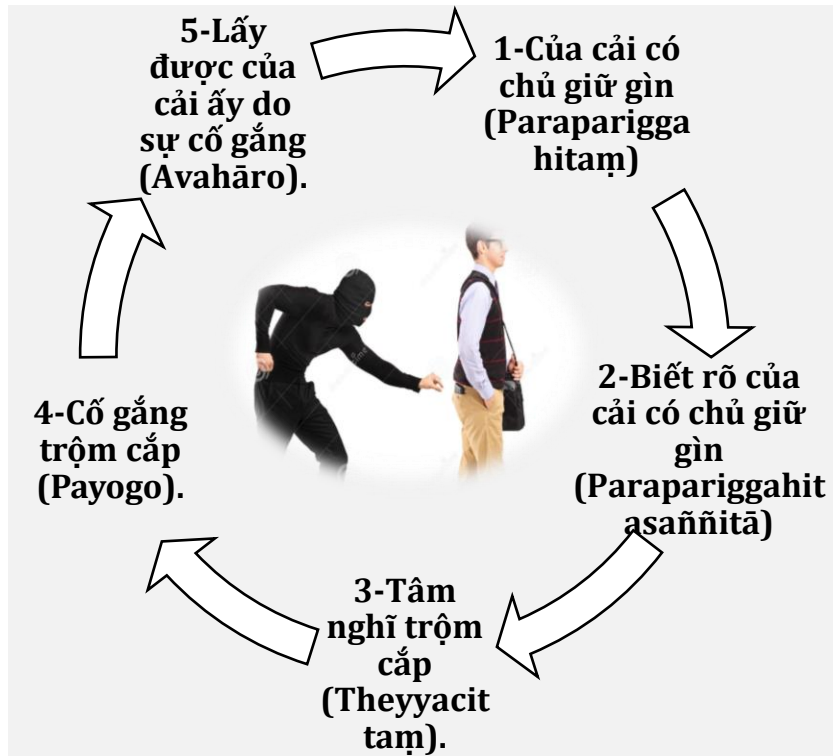 1-Của cải có
chủ giữ gìn
(Paraparigga
hitaṃ)
2-Biết rõ của
cải có chủ giữ
gìn
(Parapariggahit
asaññitā)
3-Tâm
nghĩ trộm
cắp
(Theyyacit
taṃ).
4-Cố gắng
trộm cắp
(Payogo).
5-Lấy
được của
cải ấy do
sự cố gắng
(Avahāro).